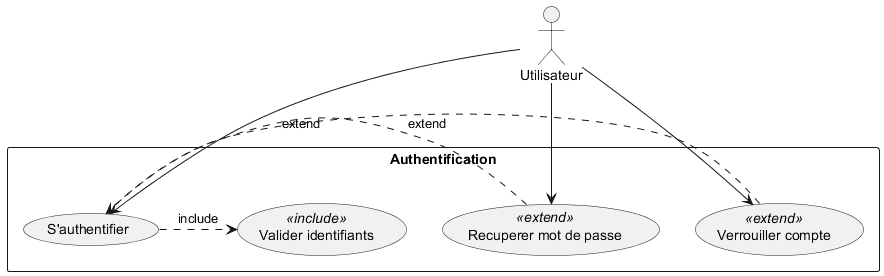 Utilisateur
extend
extend
Authentification
S'authentifier
include
«include»
Valider identifiants
«extend»
Recuperer mot de passe
«extend»
Verrouiller compte